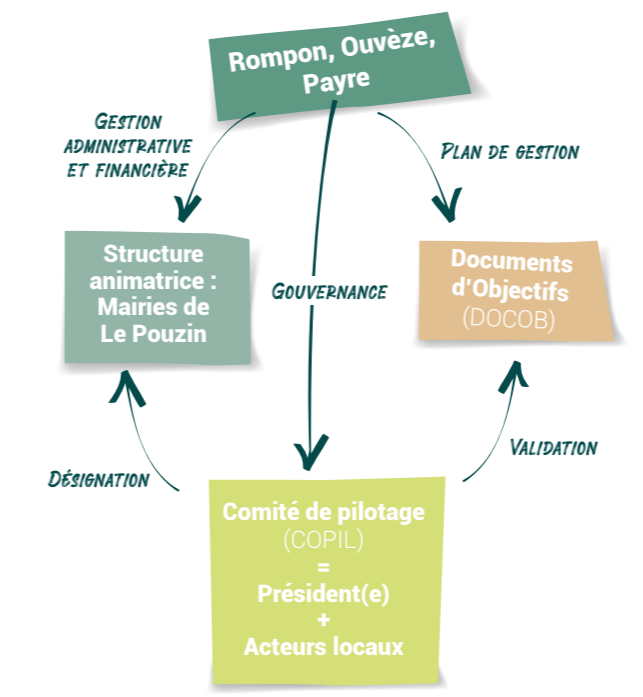 Rompon, Ouvèze,
Payre
Gestion
administrative
et financière
Plan de gestion
Structure
animatrice :
Mairies de
Le Pouzin
Gouvernance
Documents
d'Objectifs
(DOCOB)
Désignation
Validation
Comité de pilotage
(COPIL)
=
Président(e)
+
Acteurs locaux